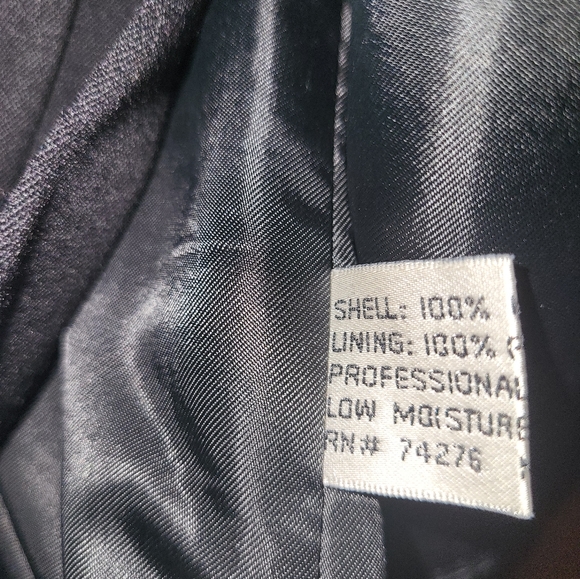 SHELL: 100%
LINING: 100%
PROFESSIONAL
LOW MOISTURE
RN# 74276